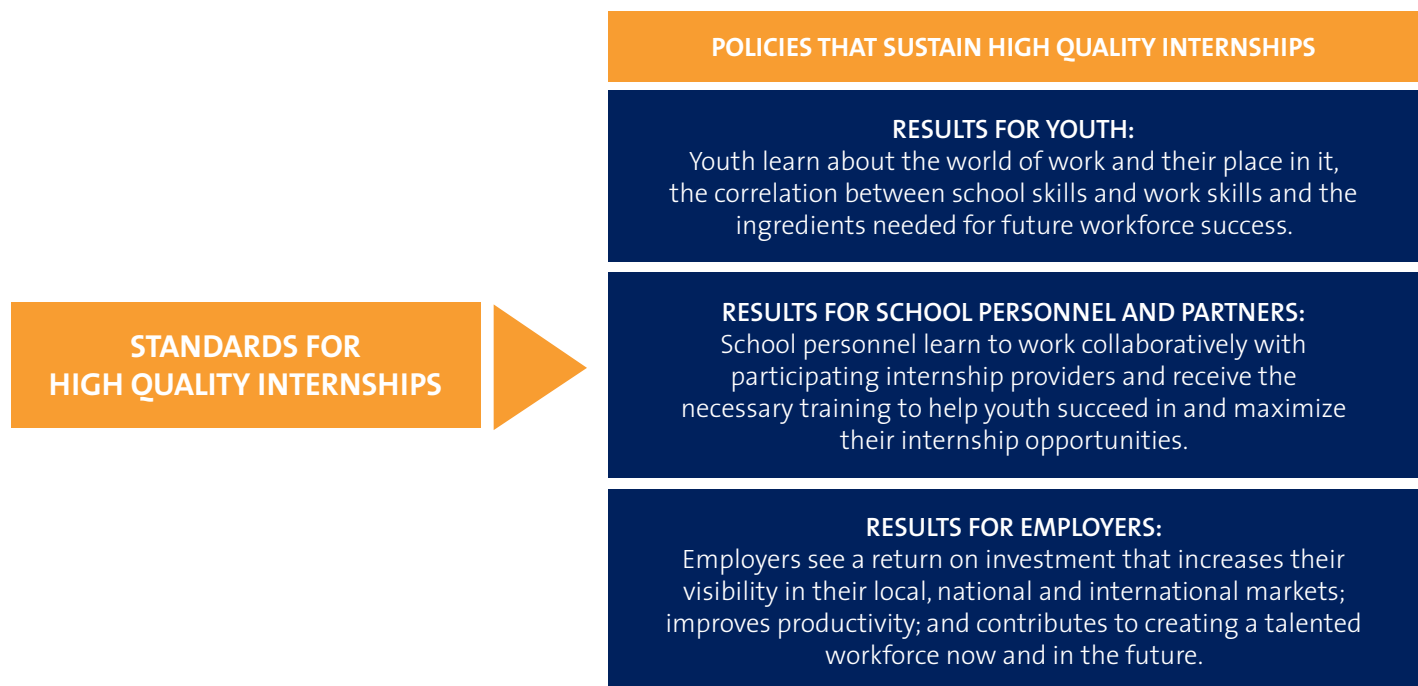 STANDARDS FOR
HIGH QUALITY INTERNSHIPS
POLICIES THAT SUSTAIN HIGH QUALITY INTERNSHIPS
RESULTS FOR YOUTH:
Youth learn about the world of work and their place in it,
the correlation between school skills and work skills and the
ingredients needed for future workforce success.
RESULTS FOR SCHOOL PERSONNEL AND PARTNERS:
School personnel learn to work collaboratively with
participating internship providers and receive the
necessary training to help youth succeed in and maximize
their internship opportunities.
RESULTS FOR EMPLOYERS:
Employers see a return on investment that increases their
visibility in their local, national and international markets;
improves productivity; and contributes to creating a talented
workforce now and in the future.